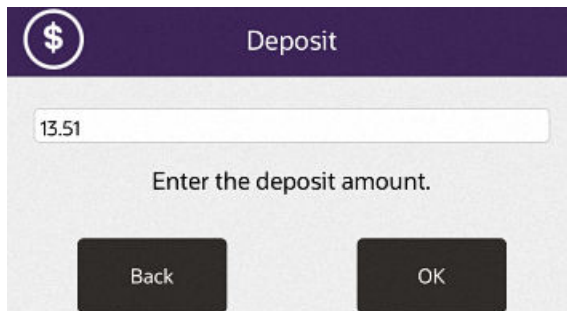 $
Deposit
13.51
Enter the deposit amount.
Back
OK